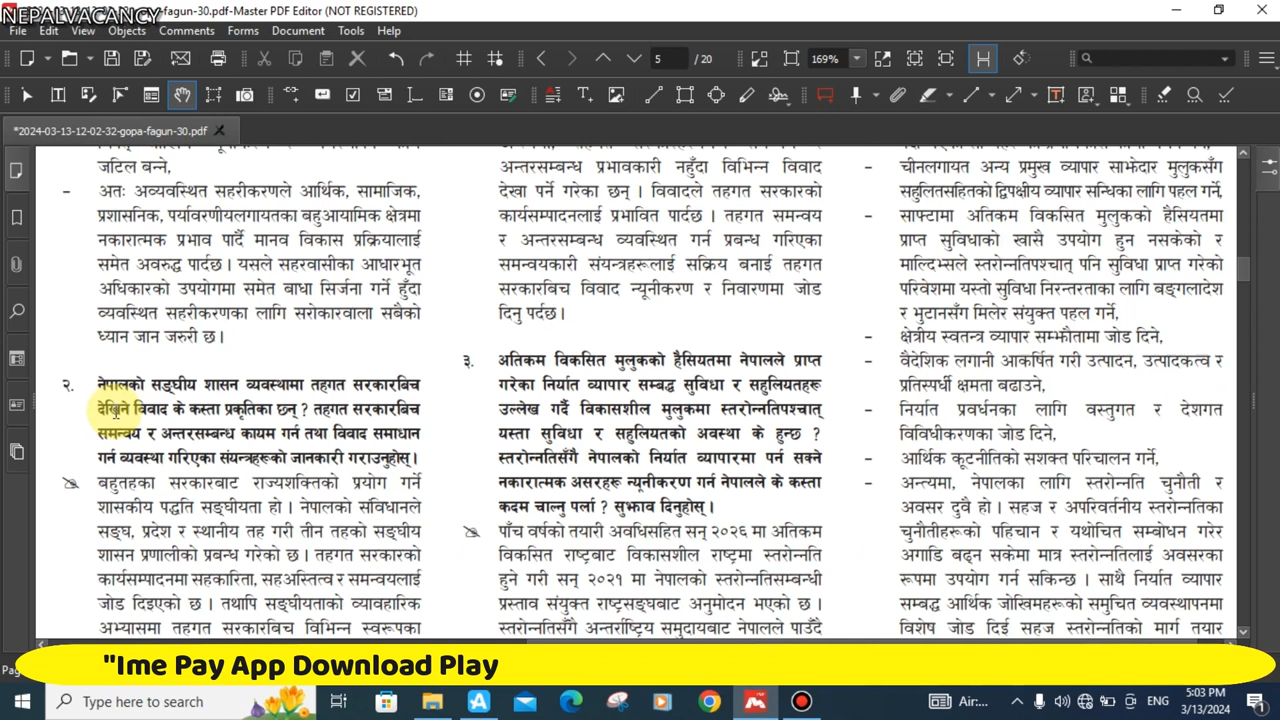 NEPALVACANCY
-fagun-30.pdf-Master PDF Editor (NOT REGISTERED)
File Edit View Objects Comments Forms Document Tools Help
5 / 20 169%
*2024-03-13-12-02-32-gopa-fagun-30.pdf
जटिल बन्ने,
- अतः अव्यवस्थित सहरीकरणले आर्थिक, सामाजिक,
प्रशासनिक, पर्यावरणीयलगायतका बहुआयामिक क्षेत्रमा
नकारात्मक प्रभाव पार्दै मानव विकास प्रक्रियालाई
समेत अवरुद्ध पार्दछ । यसले सहरवासीका आधारभूत
अधिकारको उपयोगमा समेत बाधा सिर्जना गर्ने हुँदा
व्यवस्थित सहरीकरणका लागि सरोकारवाला सबैको
ध्यान जान जरुरी छ ।
२. नेपालको सङ्घीय शासन व्यवस्थामा तहगत सरकारबिच
देखिने विवाद के कस्ता प्रकृतिका छन् ? तहगत सरकारबिच
समन्वय र अन्तरसम्बन्ध कायम गर्न तथा विवाद समाधान
गर्न व्यवस्था गरिएका संयन्त्रहरूको जानकारी गराउनुहोस् ।
बहुतहका सरकारबाट राज्यशक्तिको प्रयोग गर्ने
शासकीय पद्धति सङ्घीयता हो । नेपालको संविधानले
सङ्घ, प्रदेश र स्थानीय तह गरी तीन तहको सङ्घीय
शासन प्रणालीको प्रबन्ध गरेको छ । तहगत सरकारको
कार्यसम्पादनमा सहकारिता, सहअस्तित्व र समन्वयलाई
जोड दिइएको छ । तथापि सङ्घीयताको व्यावहारिक
अभ्यासमा तहगत सरकारबिच विभिन्न स्वरूपका
अन्तरसम्बन्ध प्रभावकारी नहुँदा विभिन्न विवाद
देखा पर्ने गरेका छन् । विवादले तहगत सरकारको
कार्यसम्पादनलाई प्रभावित पार्दछ । तहगत समन्वय
र अन्तरसम्बन्ध व्यवस्थित गर्न प्रबन्ध गरिएका
समन्वयकारी संयन्त्रहरूलाई सक्रिय बनाई तहगत
सरकारबिच विवाद न्यूनीकरण र निवारणमा जोड
दिनु पर्दछ ।
३. अतिकम विकसित मुलुकको हैसियतमा नेपालले प्राप्त
गरेका निर्यात व्यापार सम्बद्ध सुविधा र सहुलियतहरू
उल्लेख गर्दै विकासशील मुलुकमा स्तरोन्नतिपश्चात्
यस्ता सुविधा र सहुलियतको अवस्था के हुन्छ ?
स्तरोन्नतिसँगै नेपालको निर्यात व्यापारमा पर्न सक्ने
नकारात्मक असरहरू न्यूनीकरण गर्न नेपालले के कस्ता
कदम चाल्नु पर्ला ? सुझाव दिनुहोस् ।
पाँच वर्षको तयारी अवधिसहित सन् २०२६ मा अतिकम
विकसित राष्ट्रबाट विकासशील राष्ट्रमा स्तरोन्नति
हुने गरी सन् २०२१ मा नेपालको स्तरोन्नतिसम्बन्धी
प्रस्ताव संयुक्त राष्ट्रसङ्घबाट अनुमोदन भएको छ ।
स्तरोन्नतिसँगै अन्तर्राष्ट्रिय समुदायबाट नेपालले पाउँदै
- चीनलगायत अन्य प्रमुख व्यापार साझेदार मुलुकसँग
सहुलितसहितको द्विपक्षीय व्यापार सन्धिका लागि पहल गर्ने,
- साफ्टामा अतिकम विकसित मुलुकको हैसियतमा
प्राप्त सुविधाको खासै उपयोग हुन नसकेको र
माल्दिभ्सले स्तरोन्नतिपश्चात् पनि सुविधा प्राप्त गरेको
परिवेशमा यस्तो सुविधा निरन्तरताका लागि बङ्गलादेश
र भुटानसँग मिलेर संयुक्त पहल गर्ने,
- क्षेत्रीय स्वतन्त्र व्यापार सम्झौतामा जोड दिने,
- वैदेशिक लगानी आकर्षित गरी उत्पादन, उत्पादकत्व र
प्रतिस्पर्धी क्षमता बढाउने,
- निर्यात प्रवर्धनका लागि वस्तुगत र देशगत
विविधीकरणका जोड दिने,
- आर्थिक कूटनीतिको सशक्त परिचालन गर्ने,
- अन्त्यमा, नेपालका लागि स्तरोन्नति चुनौती र
अवसर दुवै हो । सहज र अपरिवर्तनीय स्तरोन्नतिका
चुनौतीहरूको पहिचान र यथोचित सम्बोधन गरेर
अगाडि बढ्न सकेमा मात्र स्तरोन्नतिलाई अवसरका
रूपमा उपयोग गर्न सकिन्छ । साथै निर्यात व्यापार
सम्बद्ध आर्थिक जोखिमहरूको समुचित व्यवस्थापनमा
विशेष जोड दिई सहज स्तरोन्नतिको मार्ग तयार
"Ime Pay App Download Play
Type here to search
Air:... ENG 5:03 PM
3/13/2024